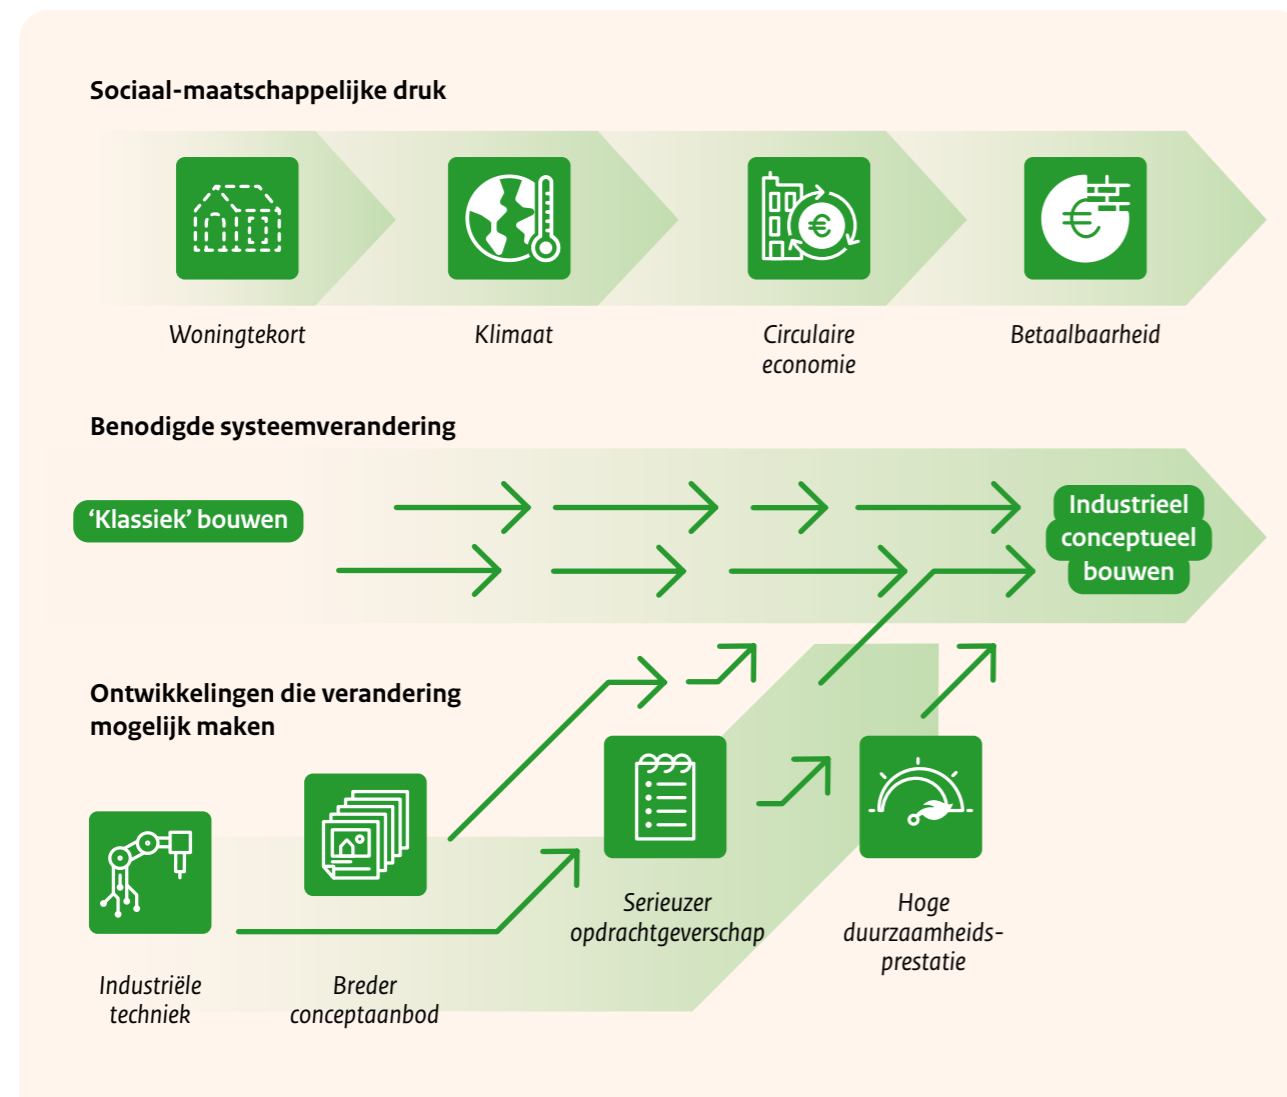 Sociaal-maatschappelijke druk
Woningtekort
Klimaat
Circulaire
economie
Betaalbaarheid
Benodigde systeemverandering
‘Klassiek’ bouwen
Industrieel
conceptueel
bouwen
Ontwikkelingen die verandering
mogelijk maken
Industriële
techniek
Breder
conceptaanbod
Serieuzer
opdrachtgeverschap
Hoge
duurzaamheids-
prestatie